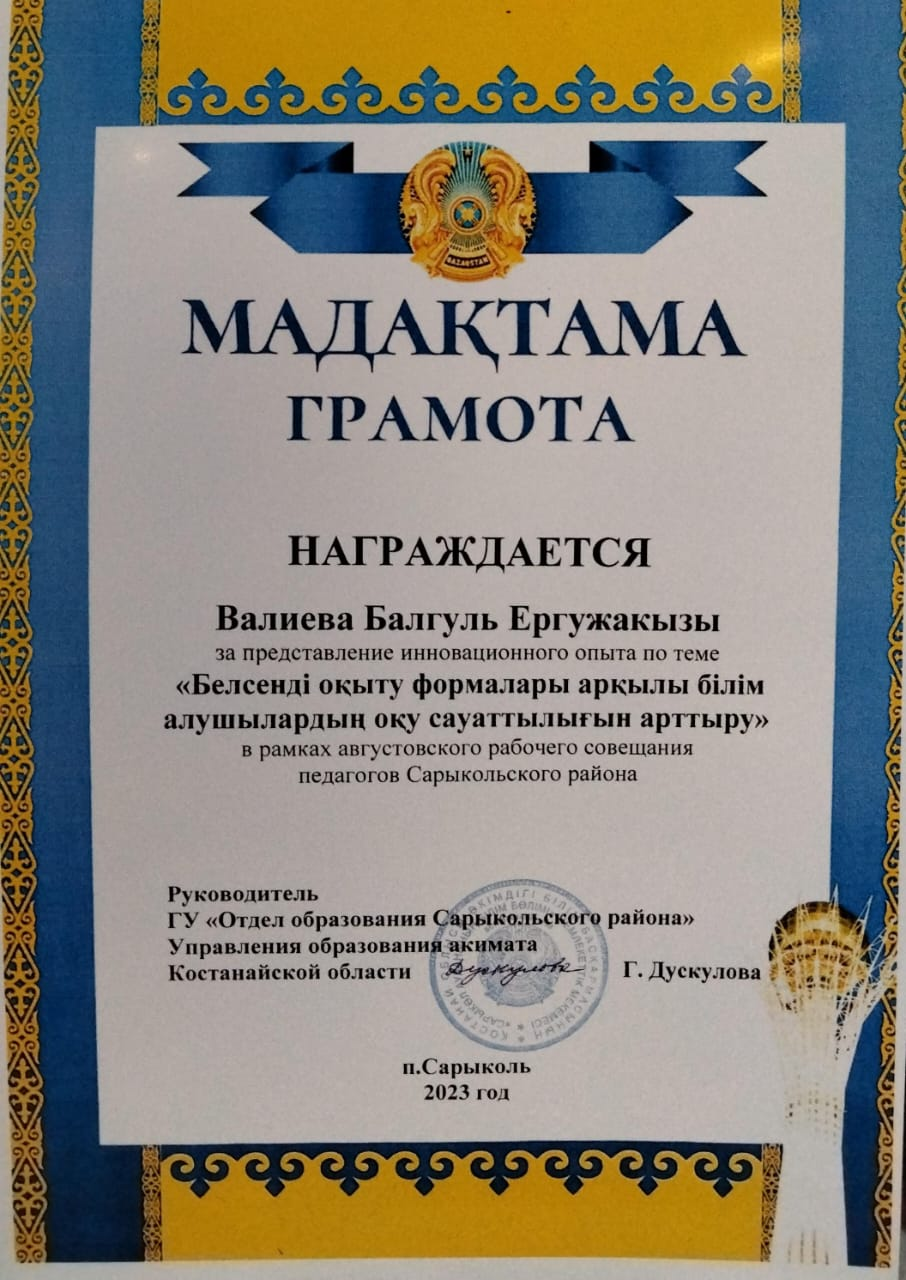 QAZAQSTAN
МАДАҚТАМА
ГРАМОТА
НАГРАЖДАЕТСЯ
Валиева Балгуль Ергужакызы
за представление инновационного опыта по теме
«Белсенді оқыту формалары арқылы білім
алушылардың оқу сауаттылығын арттыру»
в рамках августовского рабочего совещания
педагогов Сарыкольского района
Руководитель
ГУ «Отдел образования Сарыкольского района»
Управления образования акимата
Костанайской области
Дускулова
Г. Дускулова
п.Сарыколь
2023 год